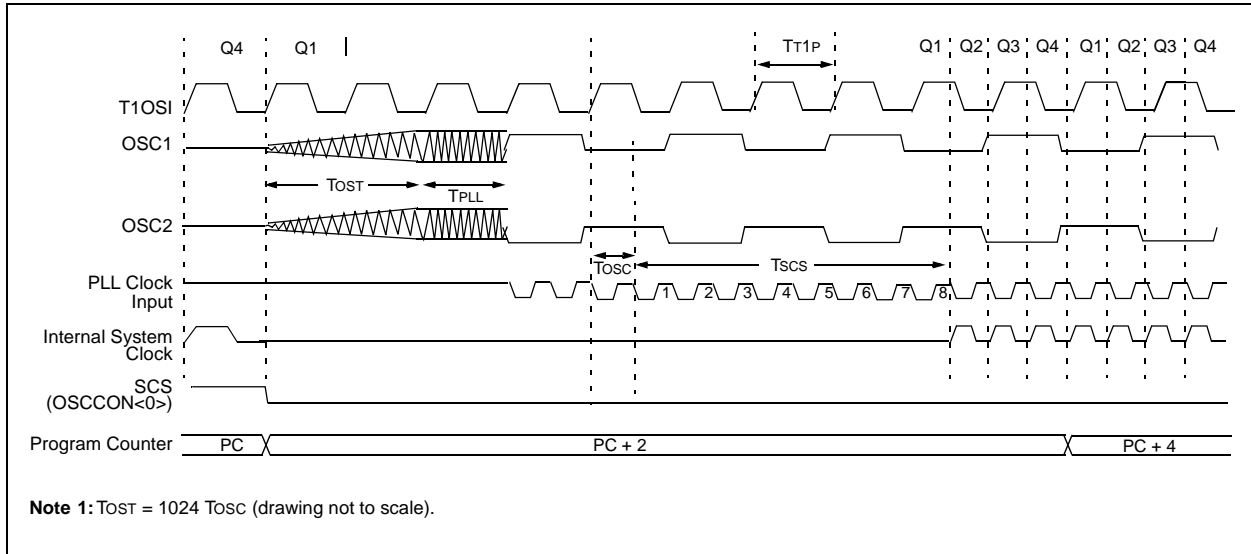 Q4 Q1 TT1P Q1 Q2 Q3 Q4 Q1 Q2 Q3 Q4
T1OSI
OSC1
TOST TPLL
OSC2
TOSC TSCS
PLL Clock
Input
1 2 3 4 5 6 7 8
Internal System
Clock
SCS
(OSCCON<0>)
Program Counter PC PC + 2 PC + 4
Note 1: TOST = 1024 TOSC (drawing not to scale).